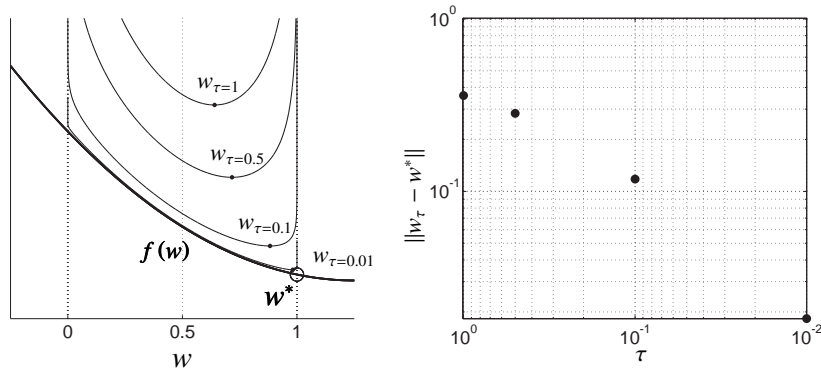 w_{τ=1}
w_{τ=0.5}
w_{τ=0.1}
w_{τ=0.01}
f(w)
w*
0 0.5 1
w
10^0
10^{-1}
||w_τ − w*||
10^0 10^{-1} 10^{-2}
τ